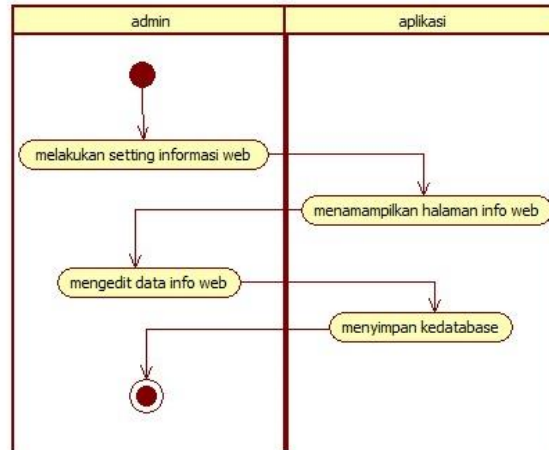 admin
aplikasi
melakukan setting informasi web
menamampilkan halaman info web
mengedit data info web
menyimpan kedatabase